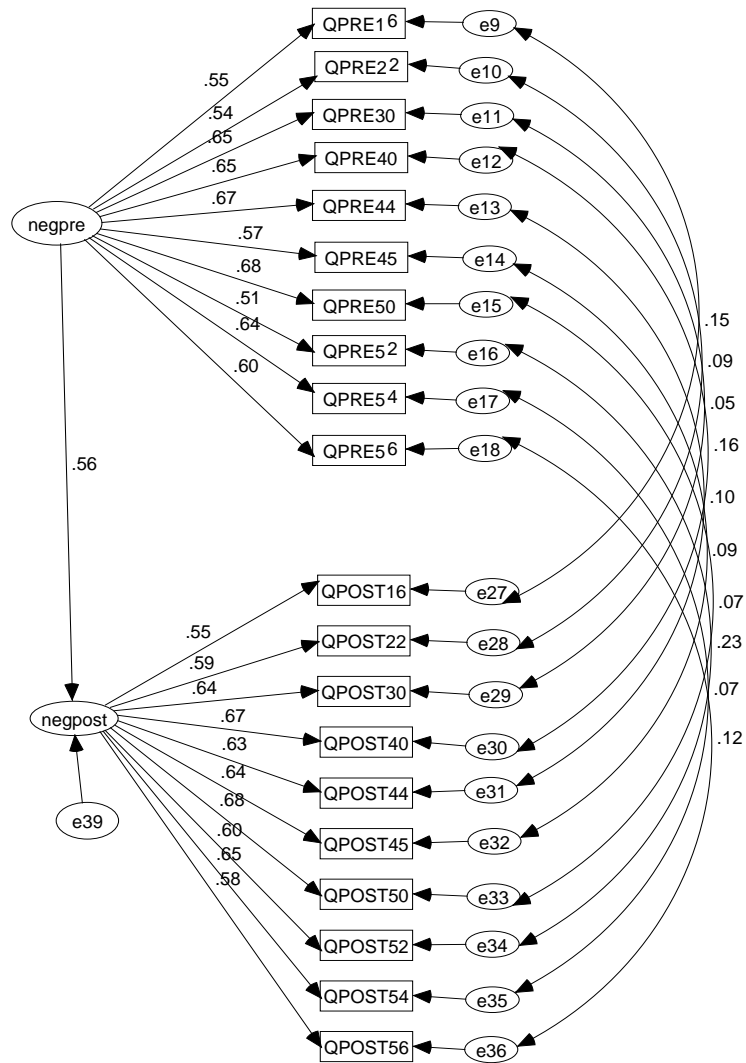 QPRE16 e9
.55
QPRE22 e10
.54
QPRE30 e11
.65
QPRE40 e12
.65
QPRE44 e13
.67
negpre
.57
QPRE45 e14
.68
QPRE50 e15
.51
.15
.64
QPRE52 e16
.09
.60
QPRE54 e17
.05
QPRE56 e18
.16
.56
.10
.09
QPOST16 e27
.07
.55
QPOST22 e28
.23
.59
QPOST30 e29
.07
.64
negpost
.67
QPOST40 e30
.12
.63
.64
QPOST44 e31
.68
e39
.60
QPOST45 e32
.65
.58
QPOST50 e33
QPOST52 e34
QPOST54 e35
QPOST56 e36